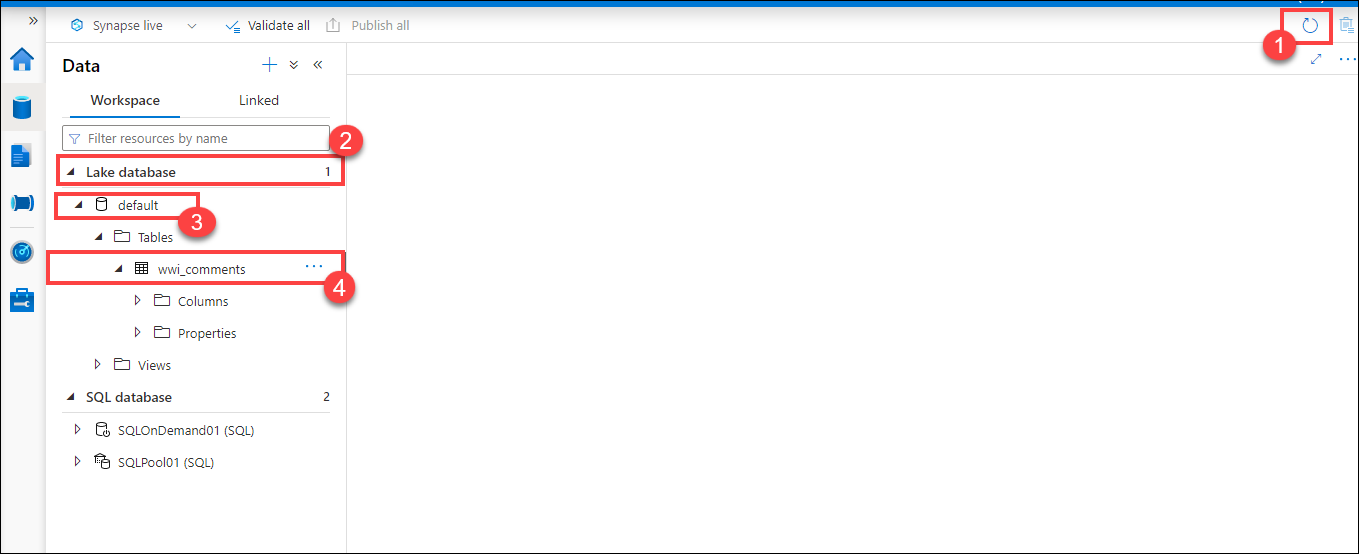 Synapse live Validate all Publish all
1
Data
Workspace Linked
Filter resources by name
2
Lake database 1
default
3
Tables
wwi_comments ...
4
Columns
Properties
Views
SQL database 2
SQLOnDemand01 (SQL)
SQLPool01 (SQL)